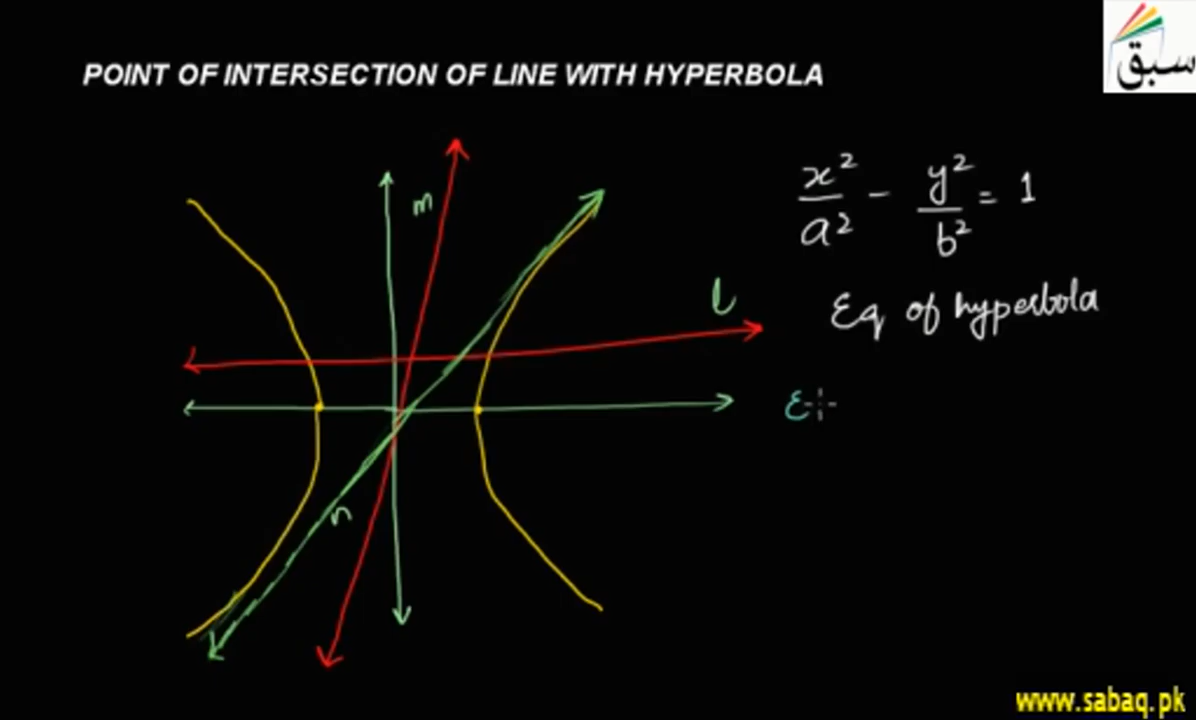 سبق
POINT OF INTERSECTION OF LINE WITH HYPERBOLA
m
x²/a² - y²/b² = 1
l
Eq of hyperbola
ε
n
www.sabaq.pk